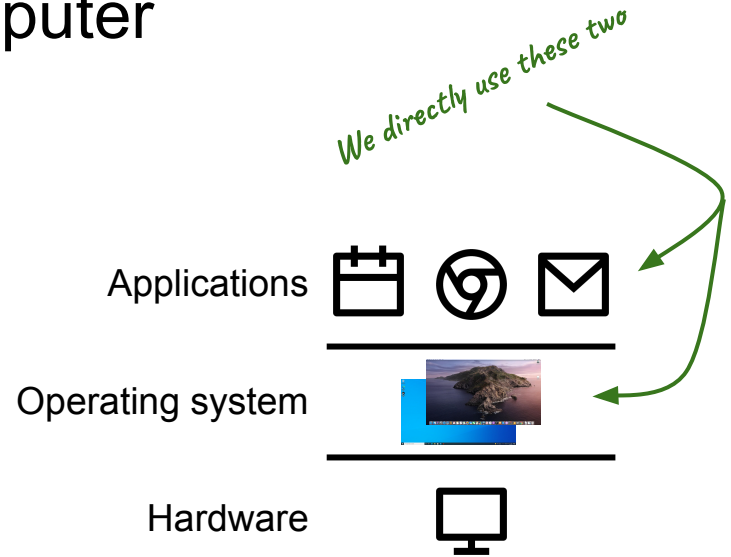 puter
We directly use these two
Applications
Operating system
Hardware